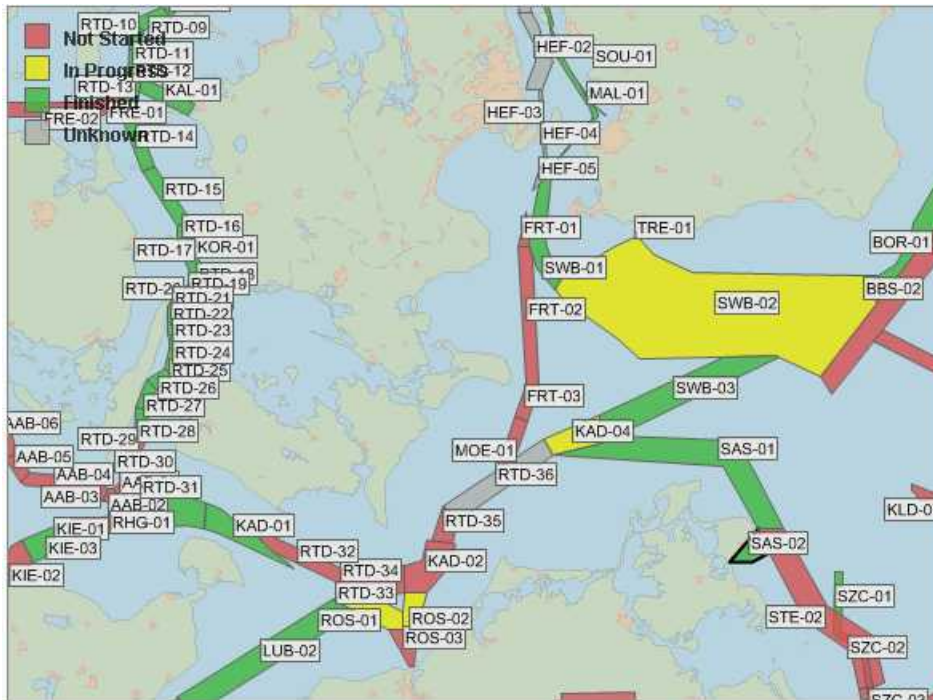 RTD-10
RTD-09
Not Started
RTD-11
HEF-02
SOU-01
In Progress
RTD-12
RTD-13
KAL-01
MAL-01
Finished
FRE-01
FRE-02
HEF-03
Unknown
RTD-14
HEF-04
HEF-05
RTD-15
RTD-16
FRT-01
TRE-01
RTD-17
KOR-01
BOR-01
RTD-18
SWB-01
RTD-19
BBS-02
RTD-21
SWB-02
RTD-22
FRT-02
RTD-23
RTD-24
RTD-25
RTD-26
SWB-03
FRT-03
RTD-27
AAB-06
RTD-28
KAD-04
RTD-29
MOE-01
SAS-01
AAB-05
RTD-30
AAB-04
RTD-36
RTD-31
AAB-03
AAB-02
KLD-0
RHG-01
KAD-01
RTD-35
KIE-01
SAS-02
KIE-03
RTD-32
KAD-02
KIE-02
RTD-34
RTD-33
SZC-01
ROS-01
ROS-02
STE-02
ROS-03
LUB-02
SZC-02
SZC-03